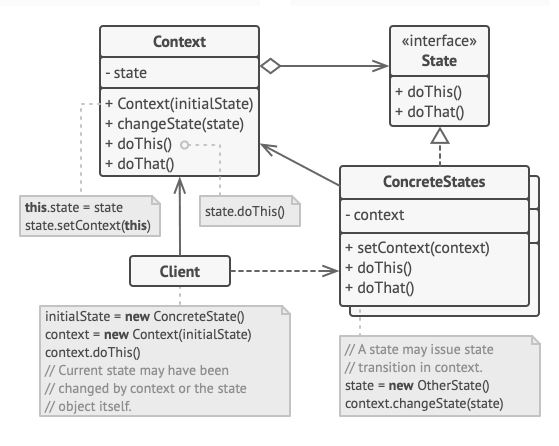 Context
- state
+ Context(initialState)
+ changeState(state)
+ doThis()
+ doThat()
«interface»
State
+ doThis()
+ doThat()
this.state = state
state.setContext(this)
state.doThis()
ConcreteStates
- context
+ setContext(context)
+ doThis()
+ doThat()
Client
initialState = new ConcreteState()
context = new Context(initialState)
context.doThis()
// Current state may have been
// changed by context or the state
// object itself.
// A state may issue state
// transition in context.
state = new OtherState()
context.changeState(state)